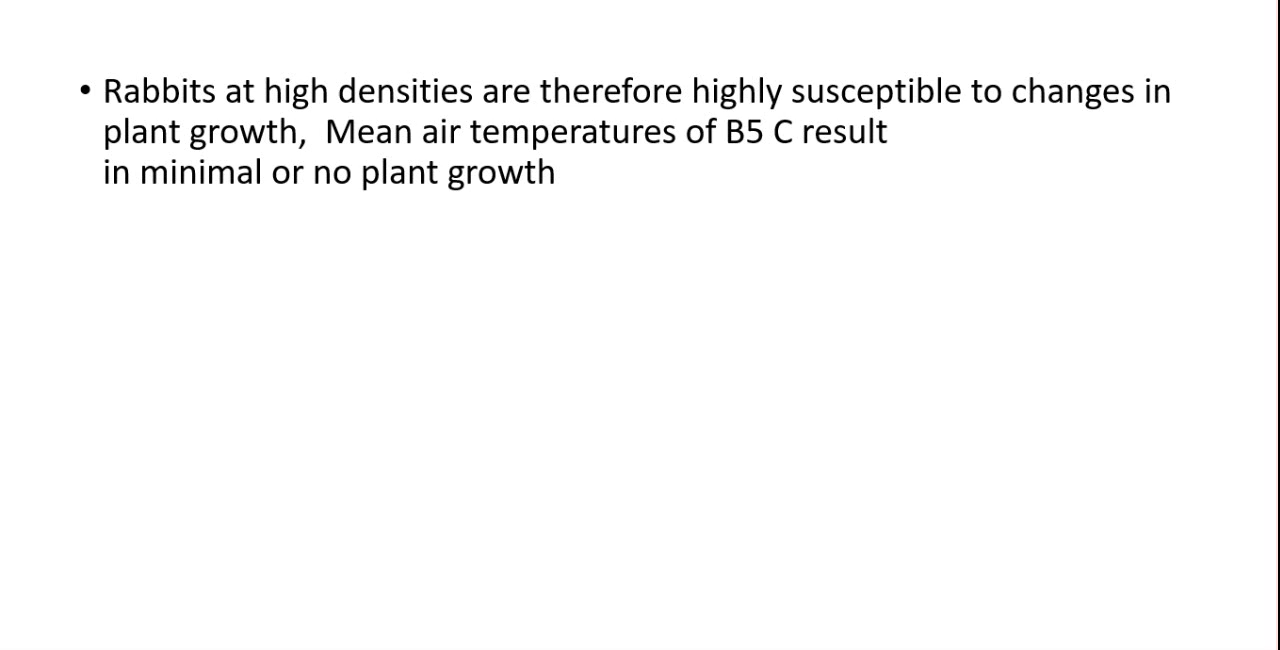 • Rabbits at high densities are therefore highly susceptible to changes in
plant growth,  Mean air temperatures of B5 C result
in minimal or no plant growth